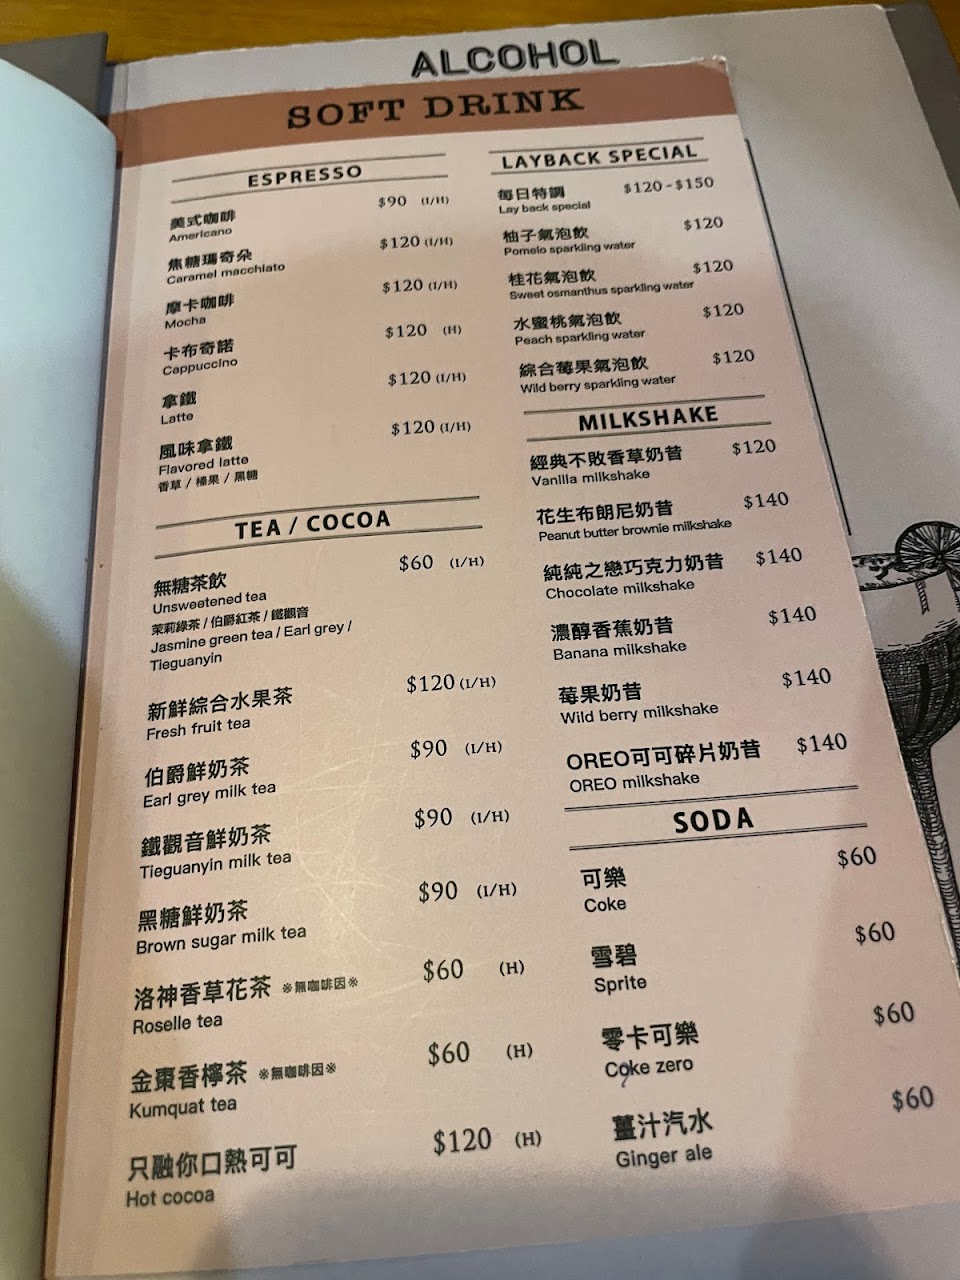 ALCOHOL
SOFT DRINK
ESPRESSO
美式咖啡 $90 (I/H)
Americano
焦糖瑪奇朵 $120 (I/H)
Caramel macchiato
摩卡咖啡 $120 (I/H)
Mocha
卡布奇諾 $120 (H)
Cappuccino
拿鐵 $120 (I/H)
Latte
風味拿鐵 $120 (I/H)
Flavored latte
香草 / 榛果 / 黑糖
TEA / COCOA
無糖茶飲 $60 (I/H)
Unsweetened tea
茉莉綠茶 / 伯爵紅茶 / 鐵觀音
Jasmine green tea / Earl grey /
Tieguanyin
新鮮綜合水果茶 $120 (I/H)
Fresh fruit tea
伯爵鮮奶茶 $90 (I/H)
Earl grey milk tea
鐵觀音鮮奶茶 $90 (I/H)
Tieguanyin milk tea
黑糖鮮奶茶 $90 (I/H)
Brown sugar milk tea
洛神香草花茶 ※無咖啡因※ $60 (H)
Roselle tea
金棗香檸茶 ※無咖啡因※ $60 (H)
Kumquat tea
只融你口熱可可 $120 (H)
Hot cocoa
LAYBACK SPECIAL
每日特調 $120-$150
Lay back special
柚子氣泡飲 $120
Pomelo sparkling water
桂花氣泡飲 $120
Sweet osmanthus sparkling water
水蜜桃氣泡飲 $120
Peach sparkling water
綜合莓果氣泡飲 $120
Wild berry sparkling water
MILKSHAKE
經典不敗香草奶昔 $120
Vanilla milkshake
花生布朗尼奶昔 $140
Peanut butter brownie milkshake
純純之戀巧克力奶昔 $140
Chocolate milkshake
濃醇香蕉奶昔 $140
Banana milkshake
莓果奶昔 $140
Wild berry milkshake
OREO可可碎片奶昔 $140
OREO milkshake
SODA
可樂 $60
Coke
雪碧 $60
Sprite
零卡可樂 $60
Coke zero
薑汁汽水 $60
Ginger ale